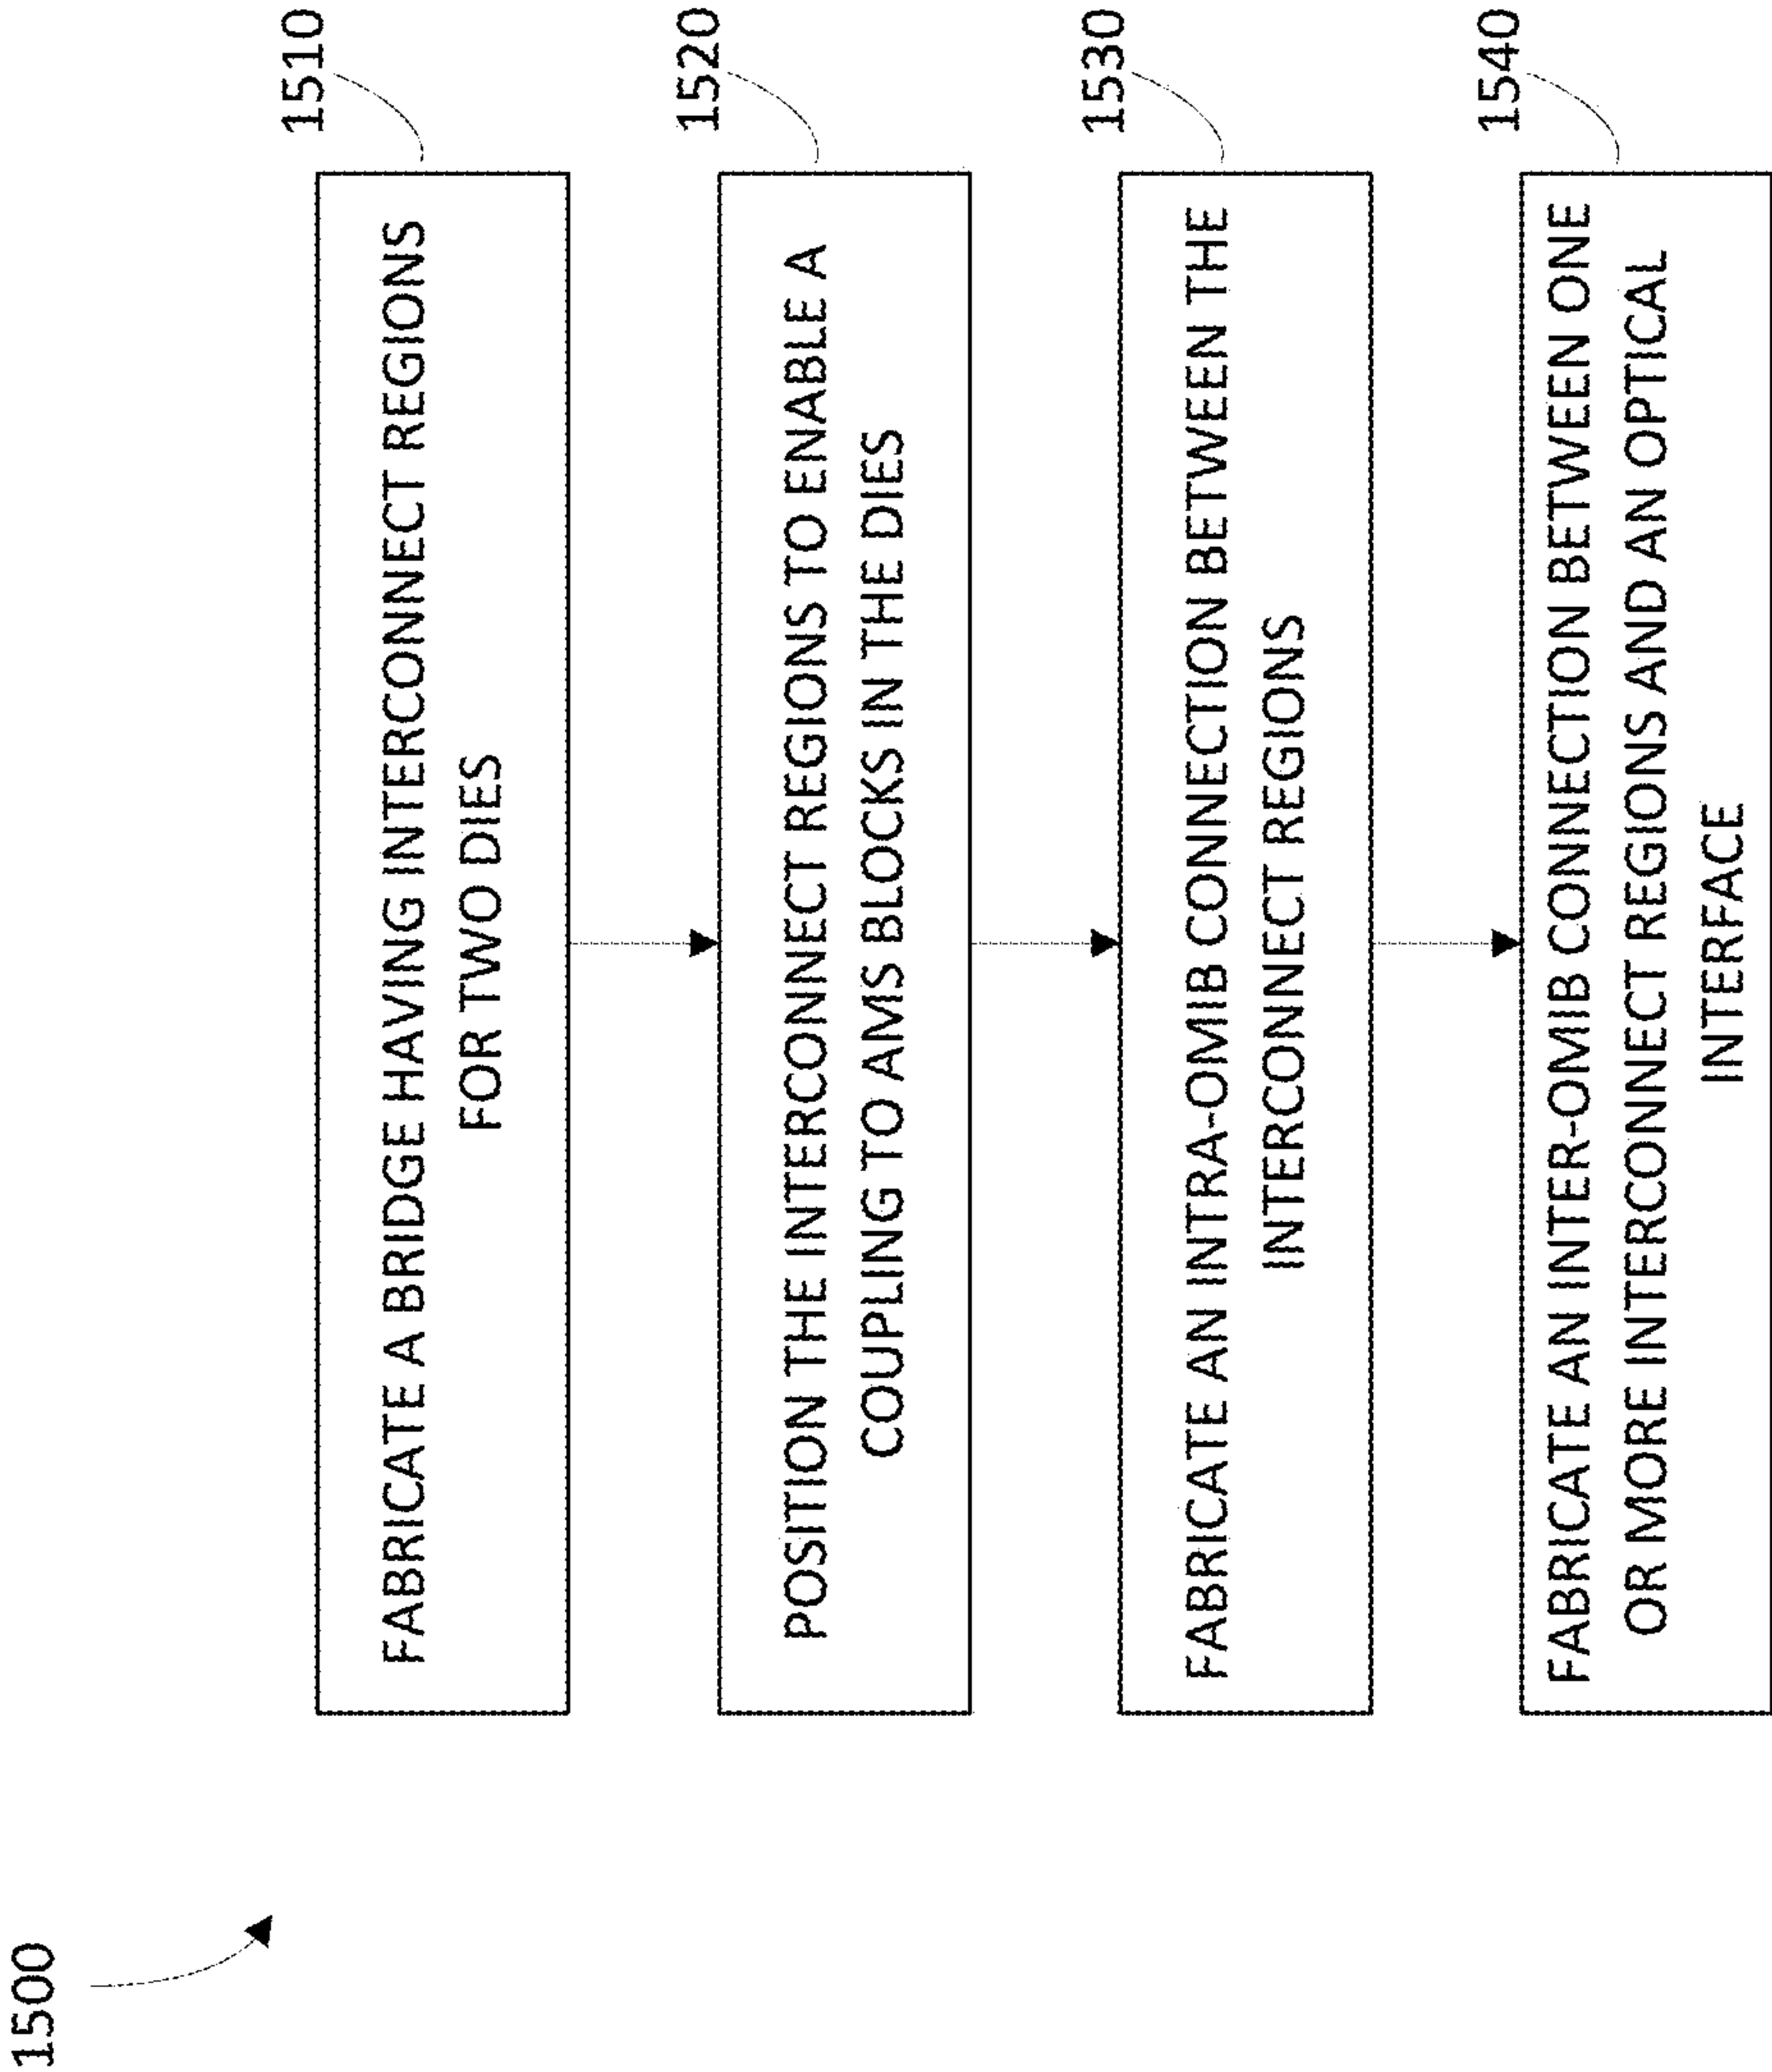 1500
1510
FABRICATE A BRIDGE HAVING INTERCONNECT REGIONS
FOR TWO DIES
1520
POSITION THE INTERCONNECT REGIONS TO ENABLE A
COUPLING TO AMS BLOCKS IN THE DIES
1530
FABRICATE AN INTRA-OMIB CONNECTION BETWEEN THE
INTERCONNECT REGIONS
1540
FABRICATE AN INTER-OMIB CONNECTION BETWEEN ONE
OR MORE INTERCONNECT REGIONS AND AN OPTICAL
INTERFACE